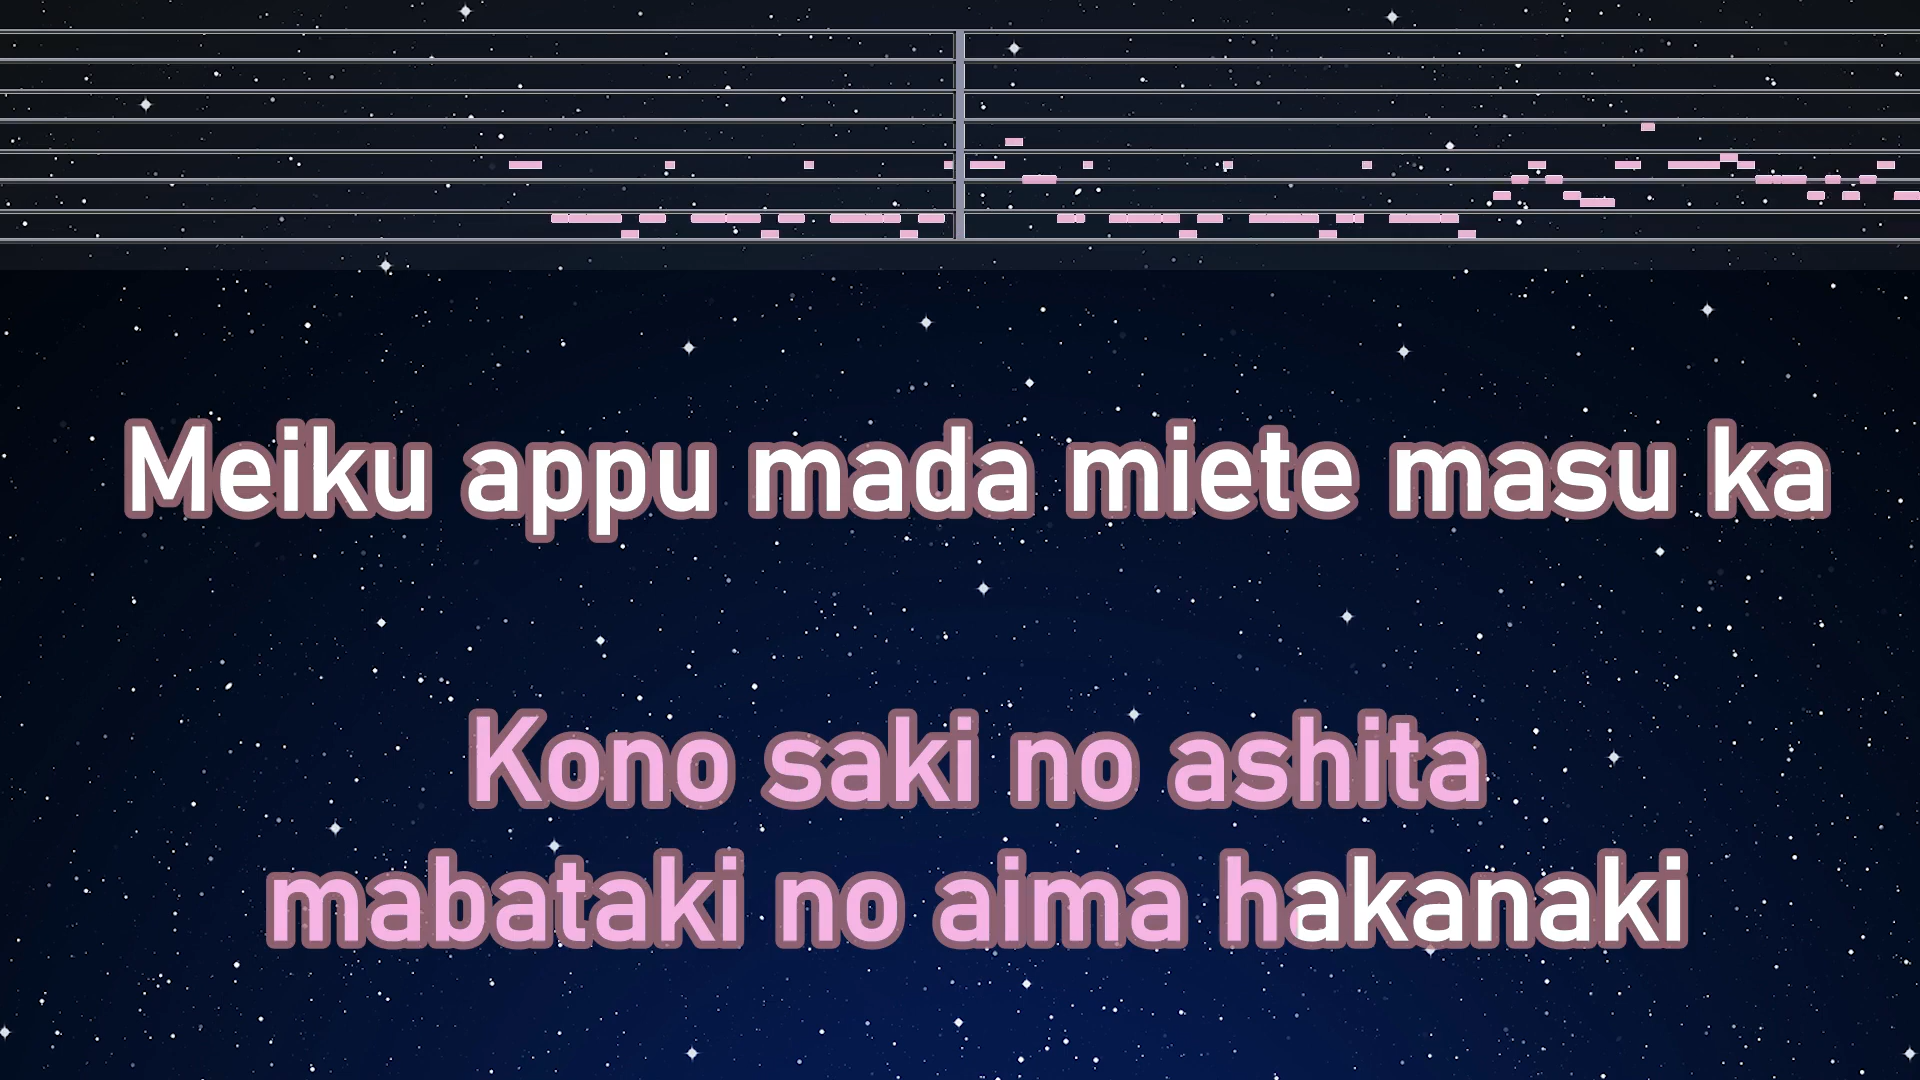 Meiku appu mada miete masu ka
Kono saki no ashita
mabataki no aima hakanaki